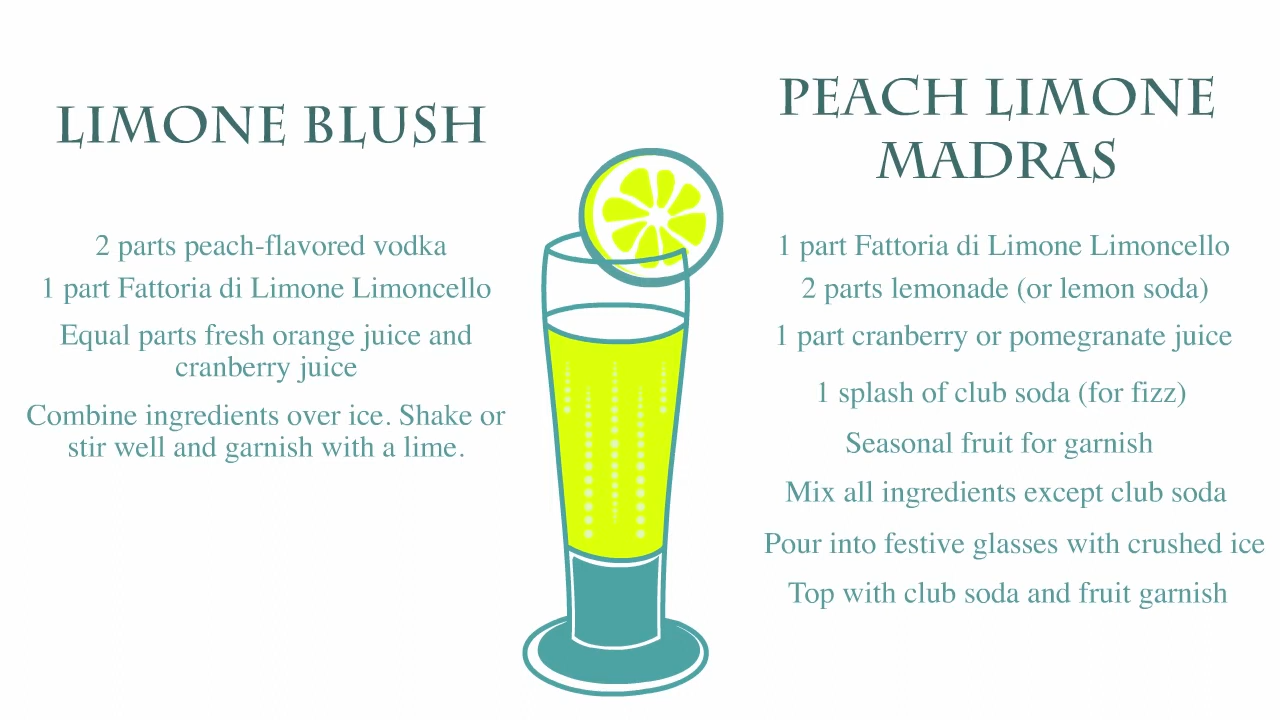 LIMONE BLUSH
2 parts peach-flavored vodka
1 part Fattoria di Limone Limoncello
Equal parts fresh orange juice and
cranberry juice
Combine ingredients over ice. Shake or
stir well and garnish with a lime.
PEACH LIMONE
MADRAS
1 part Fattoria di Limone Limoncello
2 parts lemonade (or lemon soda)
1 part cranberry or pomegranate juice
1 splash of club soda (for fizz)
Seasonal fruit for garnish
Mix all ingredients except club soda
Pour into festive glasses with crushed ice
Top with club soda and fruit garnish